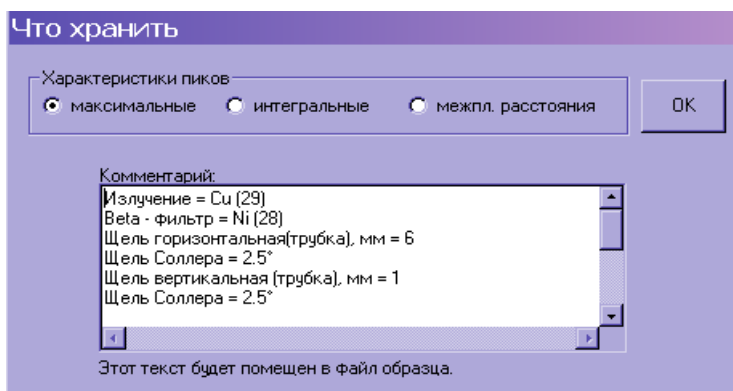 Что хранить
Характеристики пиков
максимальные интегральные межпл. расстояния OK
Комментарий:
Излучение = Cu (29)
Beta - фильтр = Ni (28)
Щель горизонтальная(трубка), мм = 6
Щель Соллера = 2.5°
Щель вертикальная (трубка), мм = 1
Щель Соллера = 2.5°
Этот текст будет помещен в файл образца.